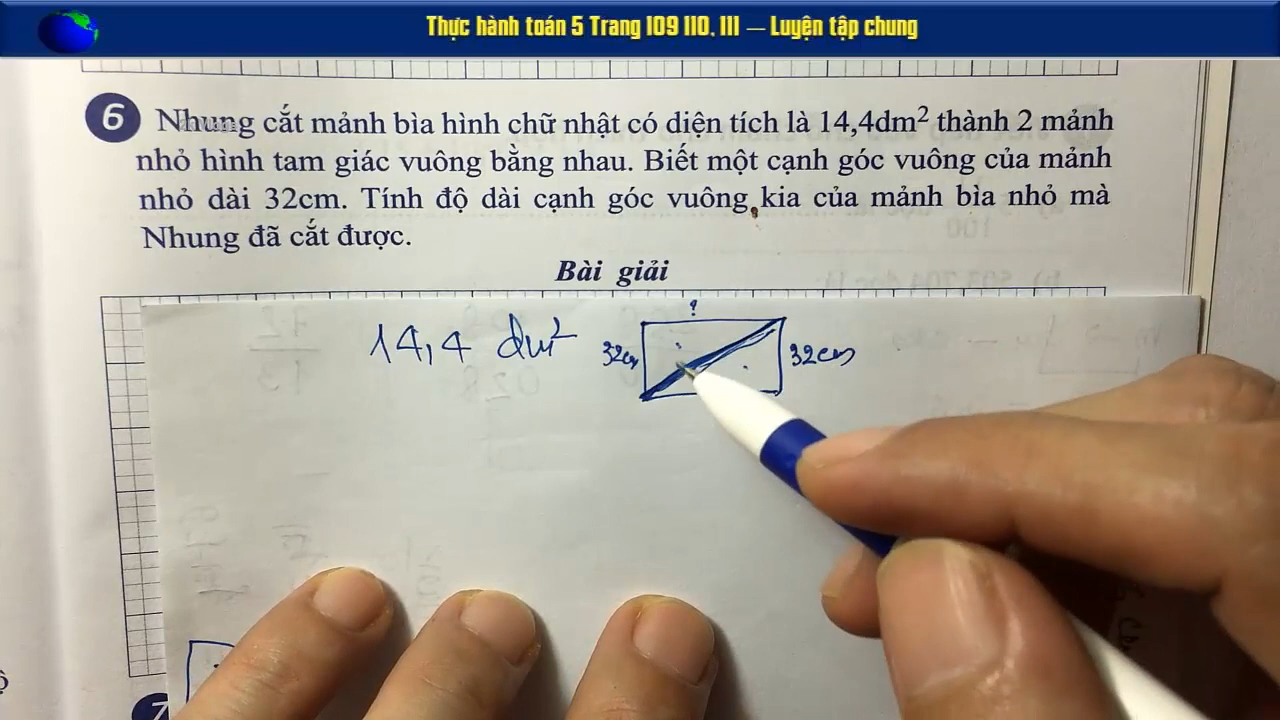 Thực hành toán 5 Trang 109 110, 111 – Luyện tập chung
6 Nhung cắt mảnh bìa hình chữ nhật có diện tích là 14,4dm² thành 2 mảnh
nhỏ hình tam giác vuông bằng nhau. Biết một cạnh góc vuông của mảnh
nhỏ dài 32cm. Tính độ dài cạnh góc vuông kia của mảnh bìa nhỏ mà
Nhung đã cắt được.
Bài giải
?
14,4 dm² 32cm 32cm
7